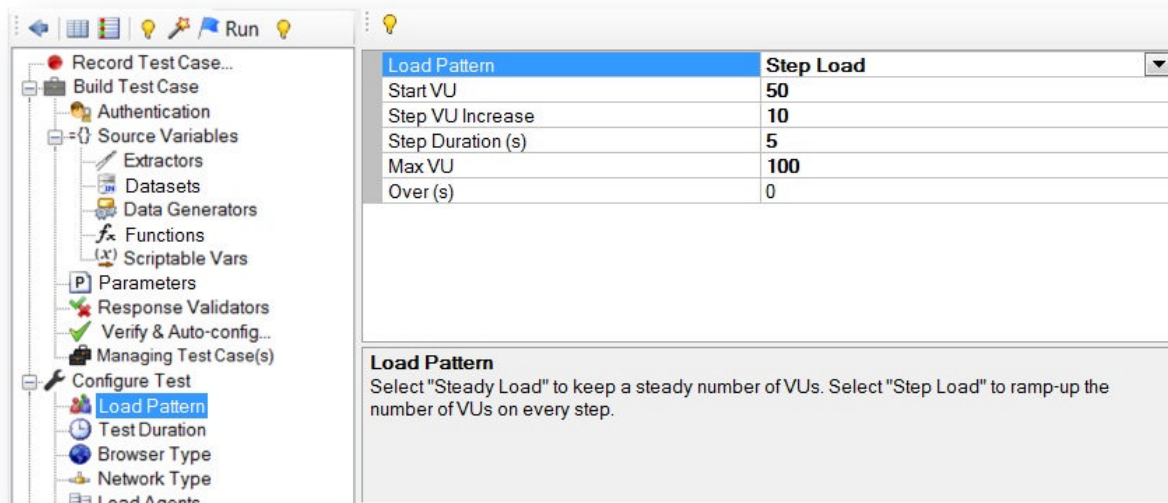 Run
Record Test Case...
Build Test Case
Authentication
={} Source Variables
Extractors
IN Datasets
Data Generators
fx Functions
(x) Scriptable Vars
P Parameters
Response Validators
Verify & Auto-config...
Managing Test Case(s)
Configure Test
Load Pattern
Test Duration
Browser Type
Network Type
Load Agents
Load Pattern Step Load
Start VU 50
Step VU Increase 10
Step Duration (s) 5
Max VU 100
Over (s) 0
Load Pattern
Select "Steady Load" to keep a steady number of VUs. Select "Step Load" to ramp-up the
number of VUs on every step.